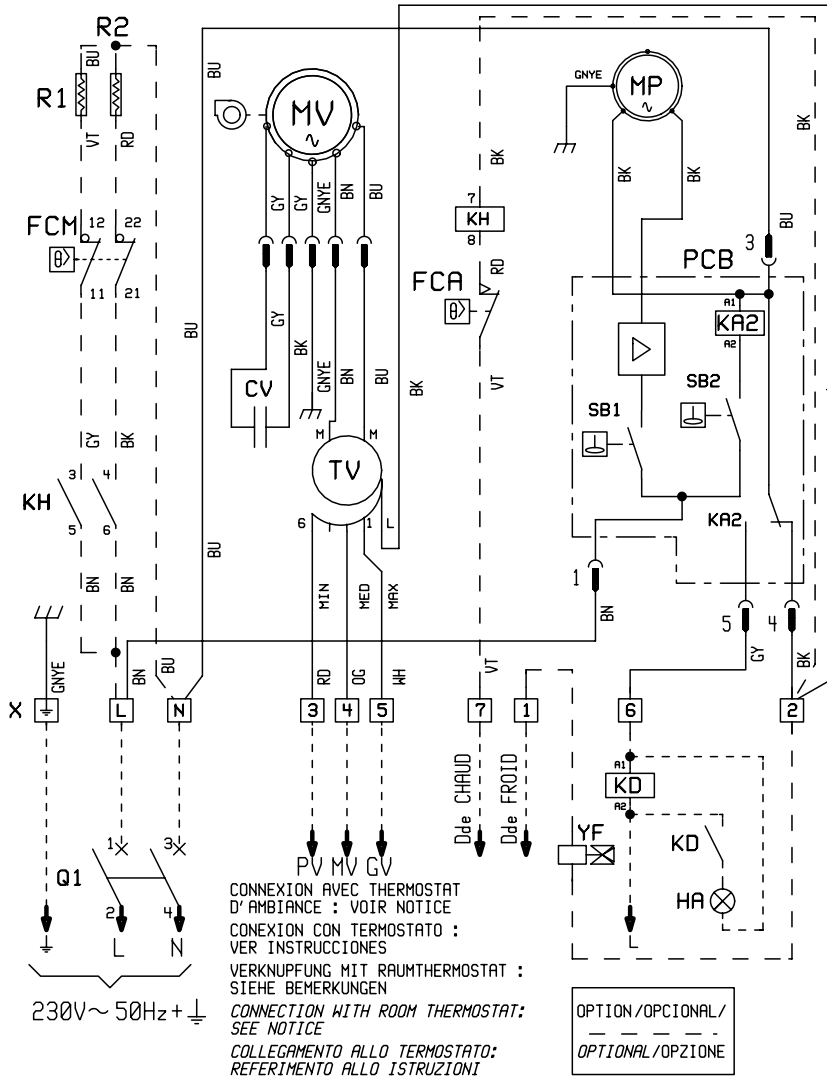 R2
BU
R1
VT
RD
BU
MV
~
GY
GY
GNYE
BN
BU
GNYE
MP
~
BK
BK
BK
BK
BU
7
KH
8
3
PCB
FCM
12
22
θ>
11
21
FCA
θ>
RD
VT
A1
KA2
A2
BU
GY
BK
GNYE
BN
BU
BK
CV
SB1
SB2
M
M
TV
6
1
L
GY
BK
KH
3
4
5
6
BN
BN
BU
KA2
1
BN
5
4
GY
BK
MIN
MED
MAX
RD
OG
WH
VT
GNYE
BN
BU
X
L
N
3
4
5
7
1
6
2
Dde CHAUD
Dde FROID
A1
KD
A2
YF
KD
HA
L
Q1
1
3
2
4
L
N
PV MV GV
CONNEXION AVEC THERMOSTAT
D'AMBIANCE : VOIR NOTICE
CONEXION CON TERMOSTATO :
VER INSTRUCCIONES
VERKNUPFUNG MIT RAUMTHERMOSTAT :
SIEHE BEMERKUNGEN
CONNECTION WITH ROOM THERMOSTAT:
SEE NOTICE
COLLEGAMENTO ALLO TERMOSTATO:
REFERIMENTO ALLO ISTRUZIONI
230V~ 50Hz+
OPTION/OPCIONAL/
OPTIONAL/OPZIONE